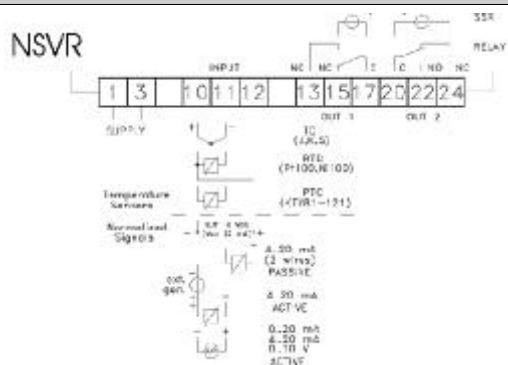 SSR
NSVR
RELAY
INPUT
NC NC C C NO NC
1 3 10 11 12 13 15 17 20 22 24
SUPPLY
OUT 1 OUT 2
+ -
TC
(J,K,S)
RTD
(Pt100,Ni100)
Temperature
Sensors
PTC
(KTY81-121)
Normalized
Signals
- +
4..20 mA
(2 wires)
PASSIVE
ext.
gen.
4..20 mA
ACTIVE
- +
0..20 mA
4..20 mA
0..10 V
ACTIVE